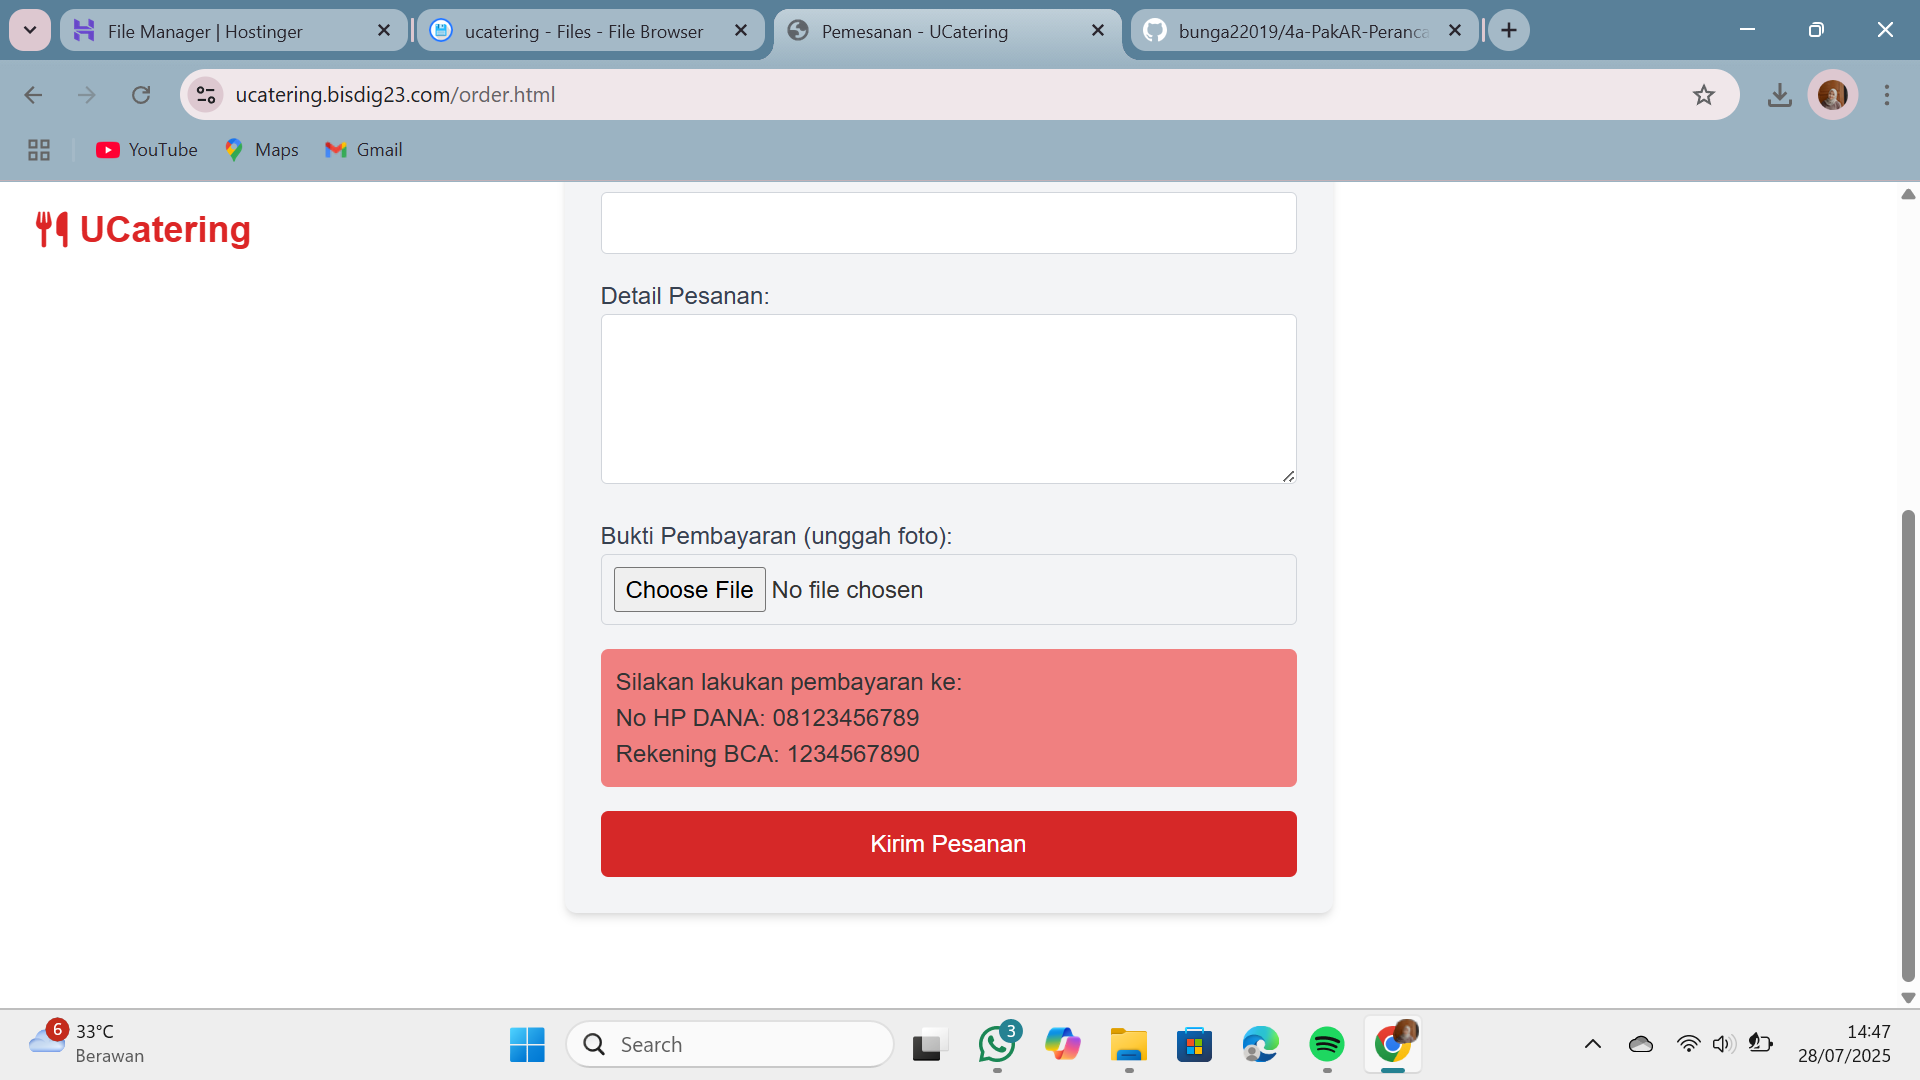 File Manager | Hostinger
ucatering - Files - File Browser
Pemesanan - UCatering
bunga22019/4a-PakAR-Peranca
ucatering.bisdig23.com/order.html
YouTube
Maps
Gmail
UCatering
Detail Pesanan:
Bukti Pembayaran (unggah foto):
Choose File No file chosen
Silakan lakukan pembayaran ke:
No HP DANA: 08123456789
Rekening BCA: 1234567890
Kirim Pesanan
6
33°C
Berawan
Search
3
14:47
28/07/2025